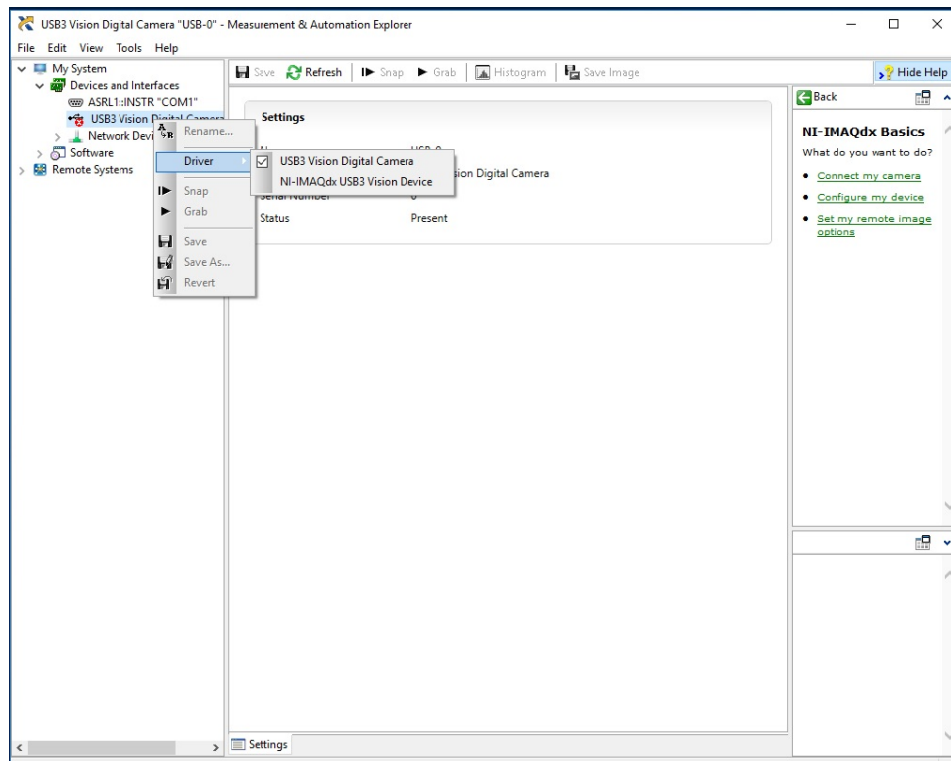 USB3 Vision Digital Camera "USB-0" - Measurement & Automation Explorer
File Edit View Tools Help
My System
Devices and Interfaces
ASRL1::INSTR "COM1"
USB3 Vision Digital Camera
Network Devi
Software
Remote Systems
Rename...
Driver
Snap
Grab
Save
Save As...
Revert
USB3 Vision Digital Camera
NI-IMAQdx USB3 Vision Device
Save Refresh Snap Grab Histogram Save Image
Hide Help
Settings
USB-0
sion Digital Camera
Serial Number 0
Status Present
Back
NI-IMAQdx Basics
What do you want to do?
Connect my camera
Configure my device
Set my remote image
options
Settings